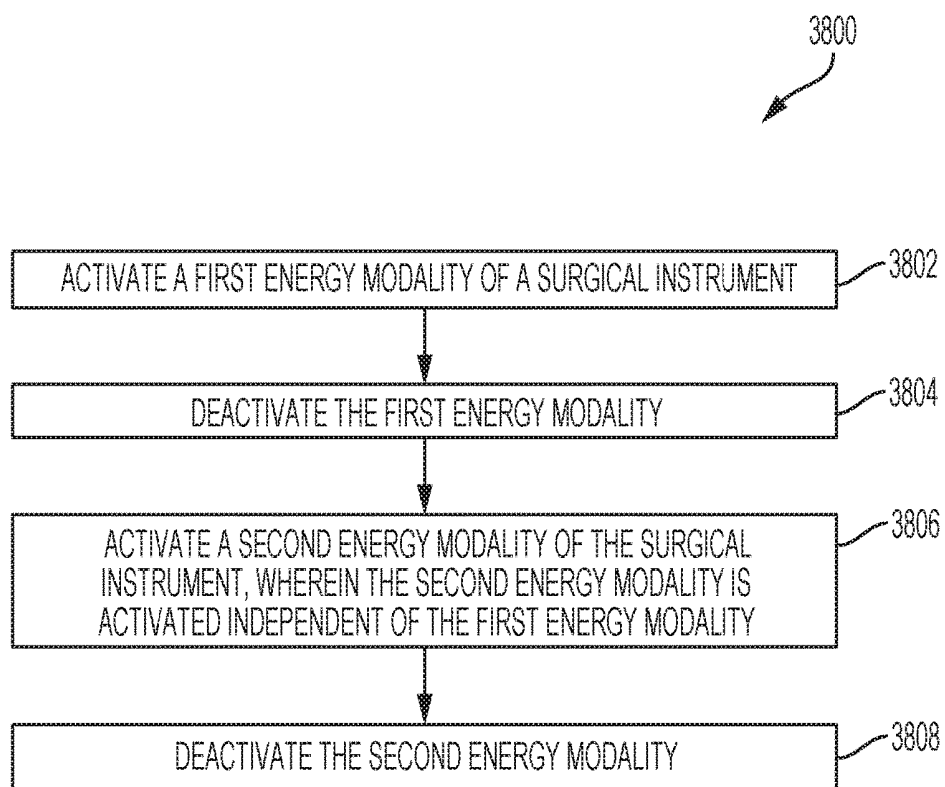 3800
ACTIVATE A FIRST ENERGY MODALITY OF A SURGICAL INSTRUMENT
3802
DEACTIVATE THE FIRST ENERGY MODALITY
3804
ACTIVATE A SECOND ENERGY MODALITY OF THE SURGICAL
INSTRUMENT, WHEREIN THE SECOND ENERGY MODALITY IS
ACTIVATED INDEPENDENT OF THE FIRST ENERGY MODALITY
3806
DEACTIVATE THE SECOND ENERGY MODALITY
3808